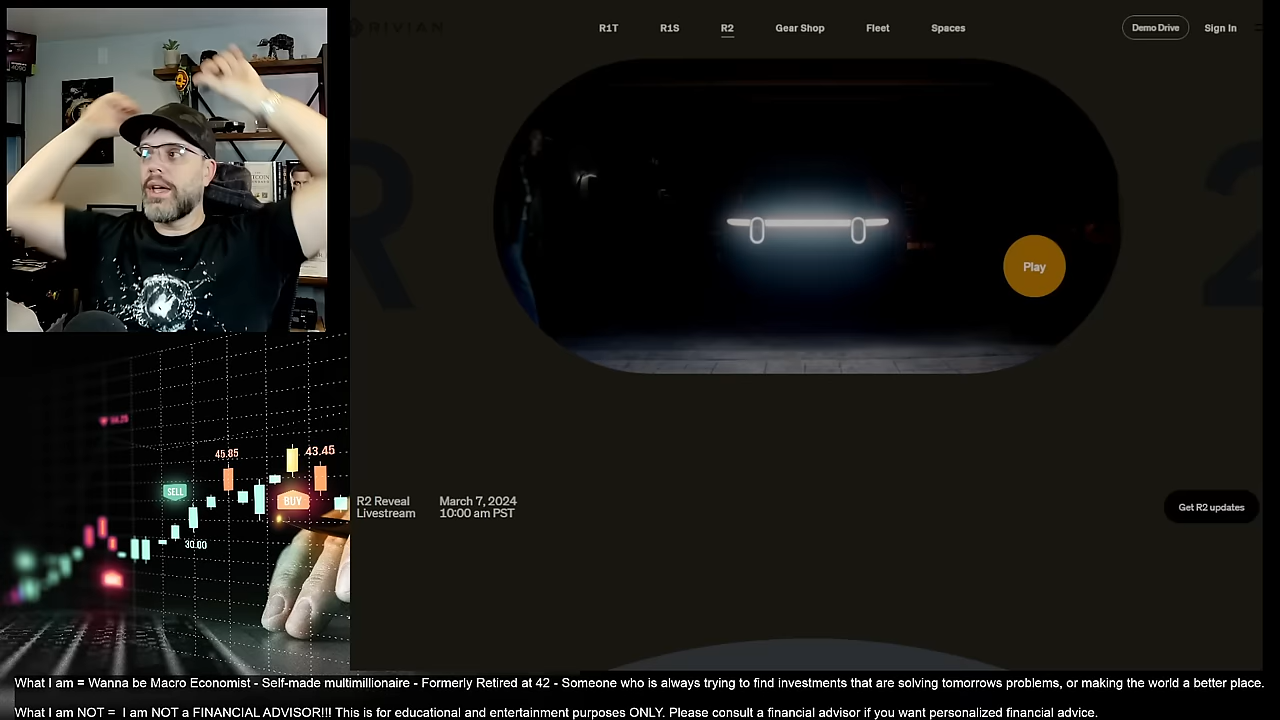 RIVIAN
R1T
R1S
R2
Gear Shop
Fleet
Spaces
Demo Drive
Sign In
R
2
Play
45.85
43.45
SELL
BUY
30.00
R2 Reveal
Livestream
March 7, 2024
10:00 am PST
Get R2 updates
What I am = Wanna be Macro Economist - Self-made multimillionaire - Formerly Retired at 42 - Someone who is always trying to find investments that are solving tomorrows problems, or making the world a better place.
What I am NOT = I am NOT a FINANCIAL ADVISOR!!! This is for educational and entertainment purposes ONLY. Please consult a financial advisor if you want personalized financial advice.